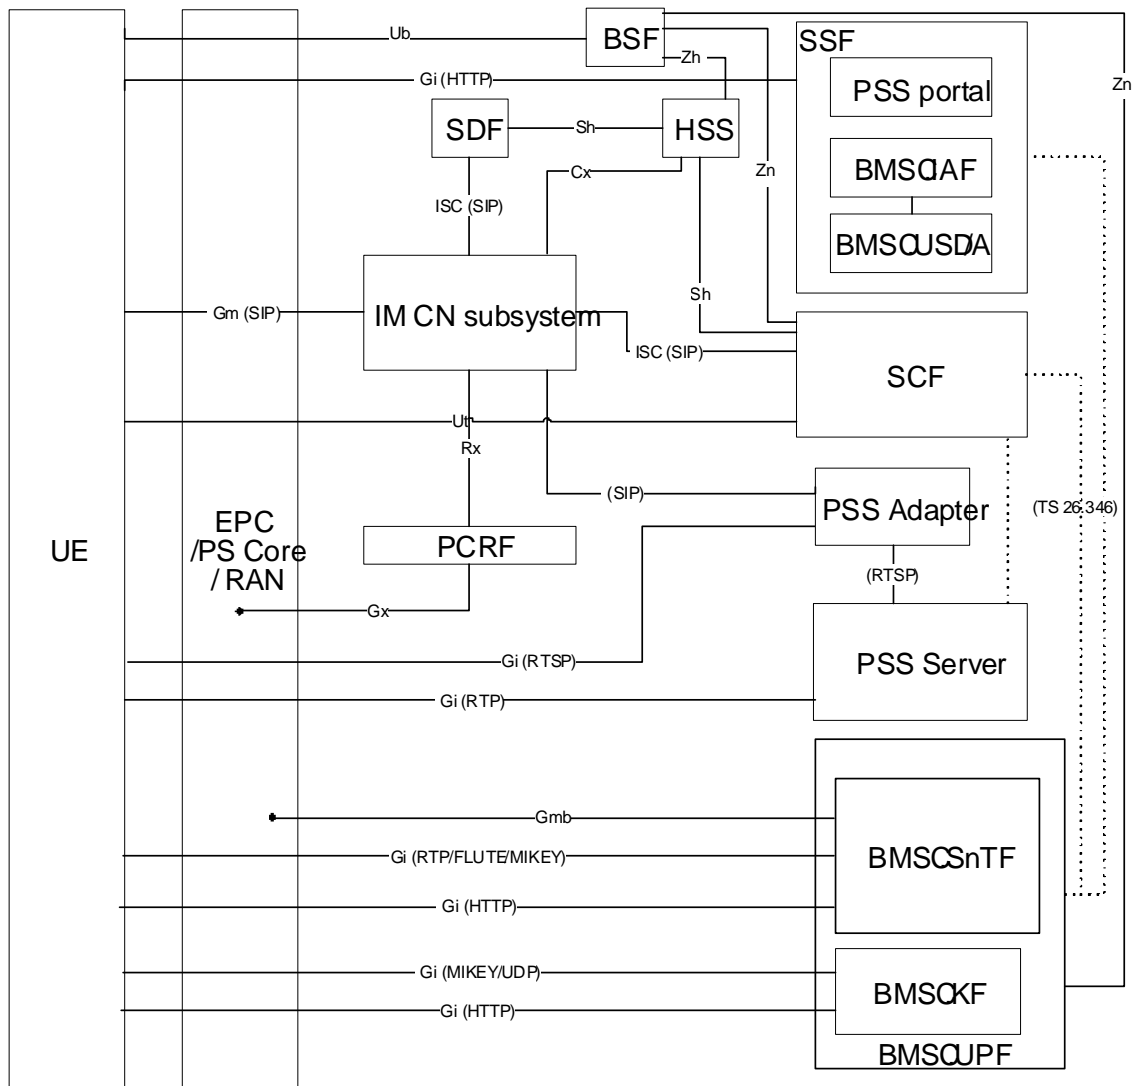 Ub
BSF
SSF
Zh
Gi (HTTP)
PSS portal
Zn
SDF
Sh
HSS
BMSC.IAF
Zn
Cx
ISC (SIP)
BMSC.USD/A
Sh
Gm (SIP)
IM CN subsystem
ISC (SIP)
SCF
Ut
Rx
(SIP)
PSS Adapter
(TS 26.346)
EPC
/PS Core
/ RAN
UE
PCRF
(RTSP)
Gx
Gi (RTSP)
PSS Server
Gi (RTP)
Gmb
Gi (RTP/FLUTE/MIKEY)
BMSC.SnTF
Gi (HTTP)
Gi (MIKEY/UDP)
BMSC.KF
Gi (HTTP)
BMSC.UPF